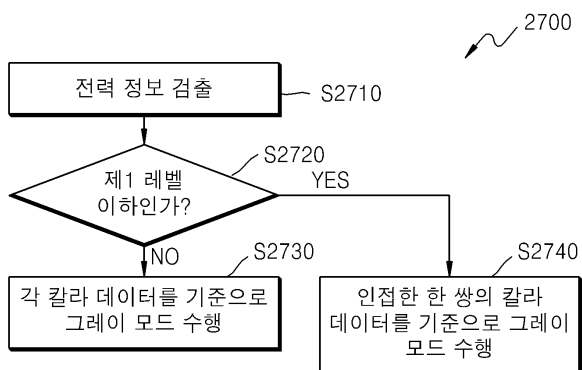 2700
전력 정보 검출
S2710
S2720
제1 레벨
이하인가?
YES
NO
S2730
각 칼라 데이터를 기준으로
그레이 모드 수행
S2740
인접한 한 쌍의 칼라
데이터를 기준으로 그레이
모드 수행